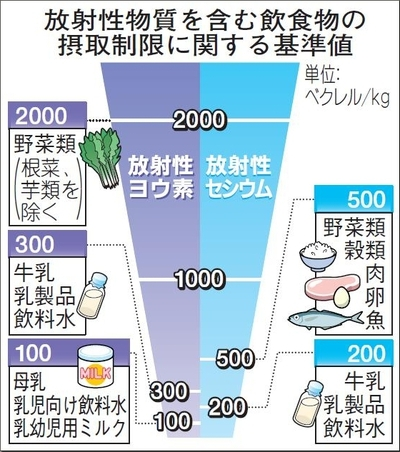 放射性物質を含む飲食物の
摂取制限に関する基準値
単位:
ベクレル/kg
2000
野菜類
(根菜、
芋類を
除く)
300
牛乳
乳製品
飲料水
100
母乳
乳児向け飲料水
乳幼児用ミルク
MILK
放射性
ヨウ素
放射性
セシウム
2000
1000
500
300
200
100
500
野菜類
穀類
肉
卵
魚
200
牛乳
乳製品
飲料水